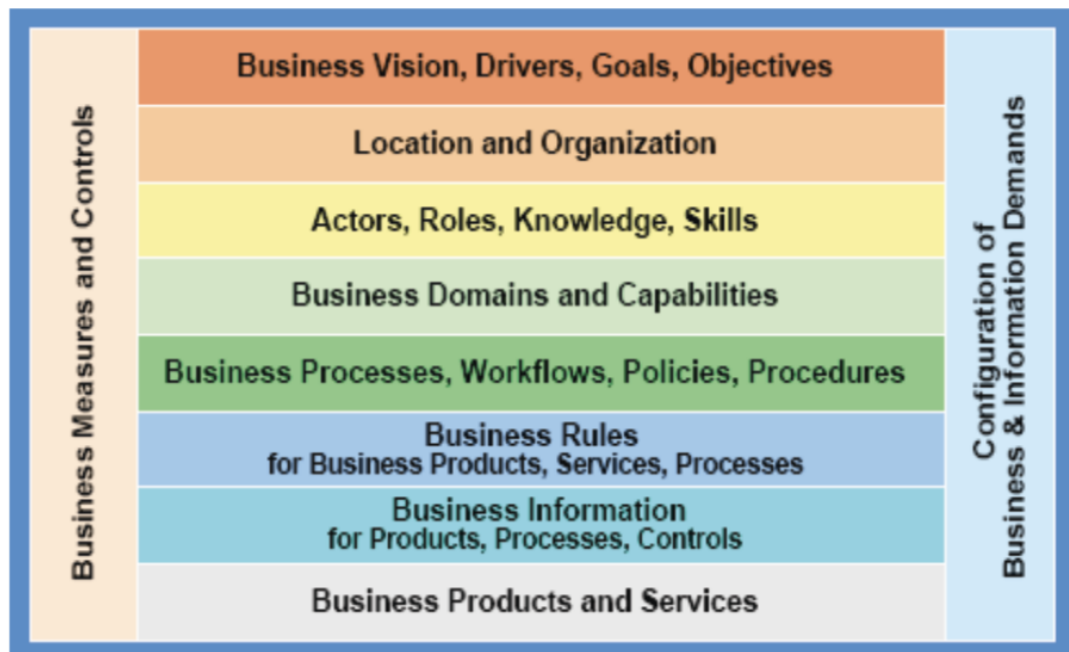 Business Measures and Controls
Business Vision, Drivers, Goals, Objectives
Location and Organization
Actors, Roles, Knowledge, Skills
Business Domains and Capabilities
Business Processes, Workflows, Policies, Procedures
Business Rules
for Business Products, Services, Processes
Business Information
for Products, Processes, Controls
Business Products and Services
Configuration of
Business & Information Demands